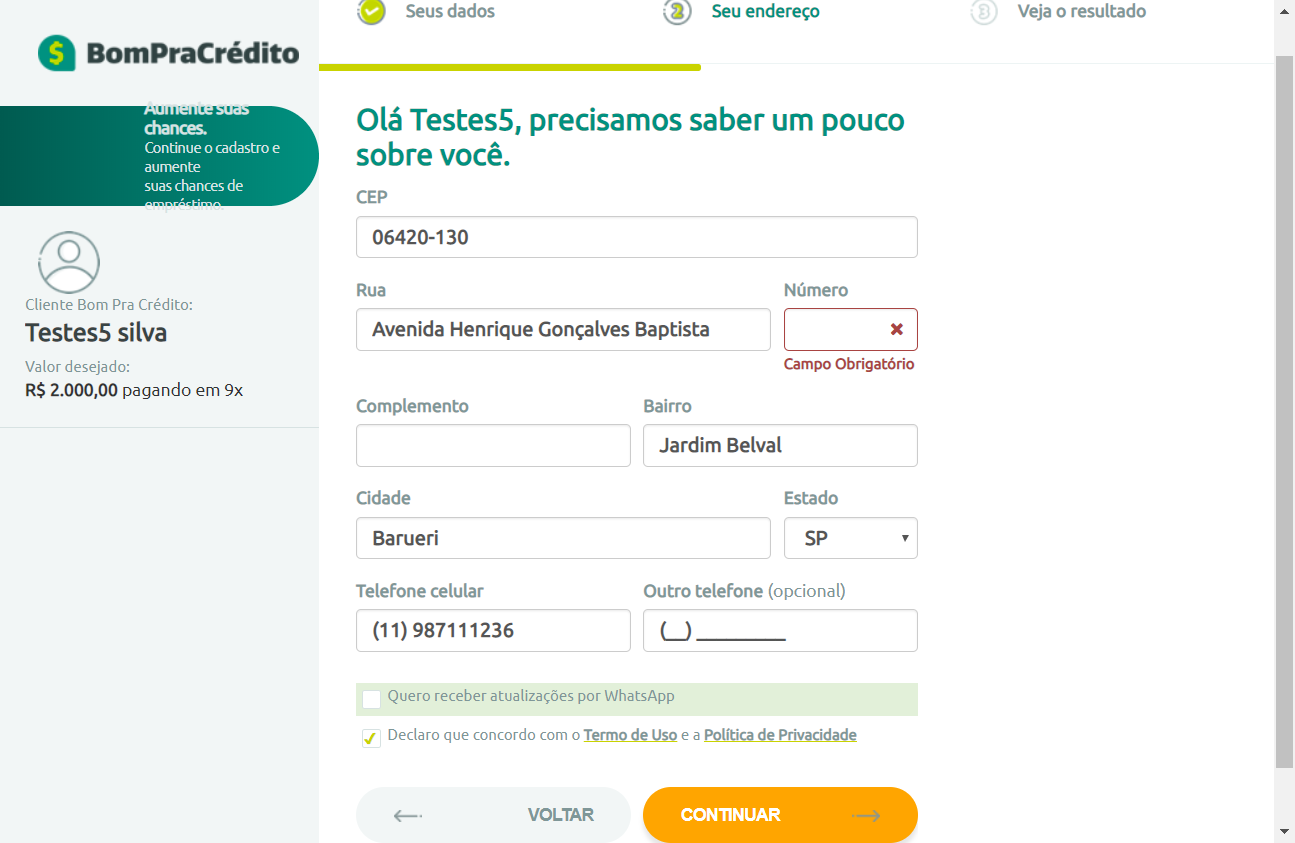 Seus dados
2 Seu endereço
3 Veja o resultado
$ BomPraCrédito
Aumente suas
chances.
Continue o cadastro e
aumente
suas chances de
empréstimo.
Cliente Bom Pra Crédito:
Testes5 silva
Valor desejado:
R$ 2.000,00 pagando em 9x
Olá Testes5, precisamos saber um pouco
sobre você.
CEP
06420-130
Rua
Número
Avenida Henrique Gonçalves Baptista
Campo Obrigatório
Complemento
Bairro
Jardim Belval
Cidade
Estado
Barueri
SP
Telefone celular
Outro telefone (opcional)
(11) 987111236
(__) _________
Quero receber atualizações por WhatsApp
Declaro que concordo com o Termo de Uso e a Política de Privacidade
VOLTAR
CONTINUAR